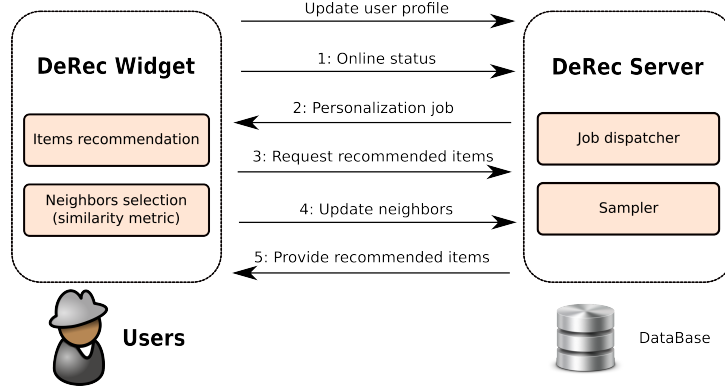 Update user profile
DeRec Widget
1: Online status
DeRec Server
2: Personalization job
Items recommendation
Job dispatcher
3: Request recommended items
Neighbors selection
(similarity metric)
4: Update neighbors
Sampler
5: Provide recommended items
Users
DataBase